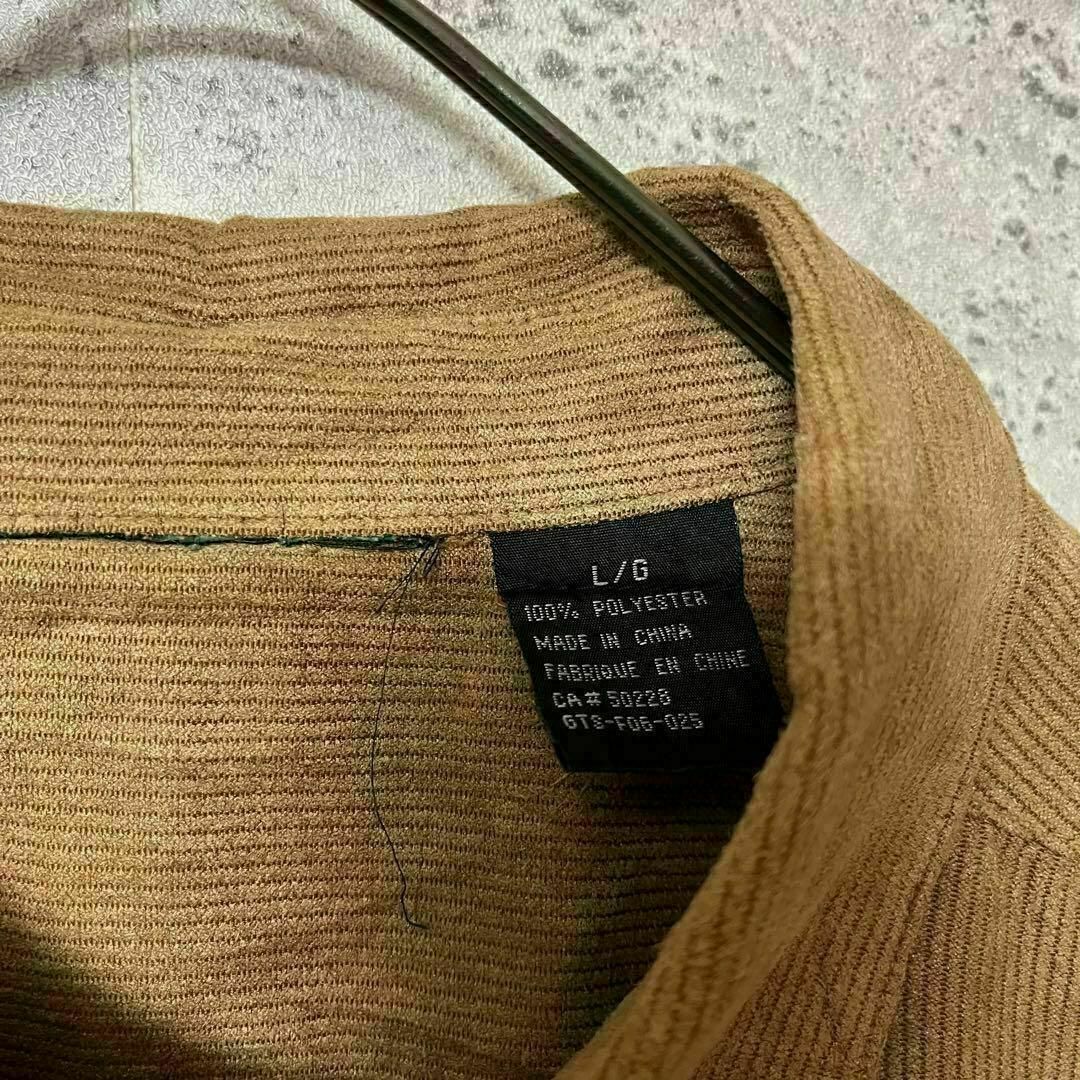 L/G
100% POLYESTER
MADE IN CHINA
FABRIQUE EN CHINE
CA# 50228
GTS-F06-025